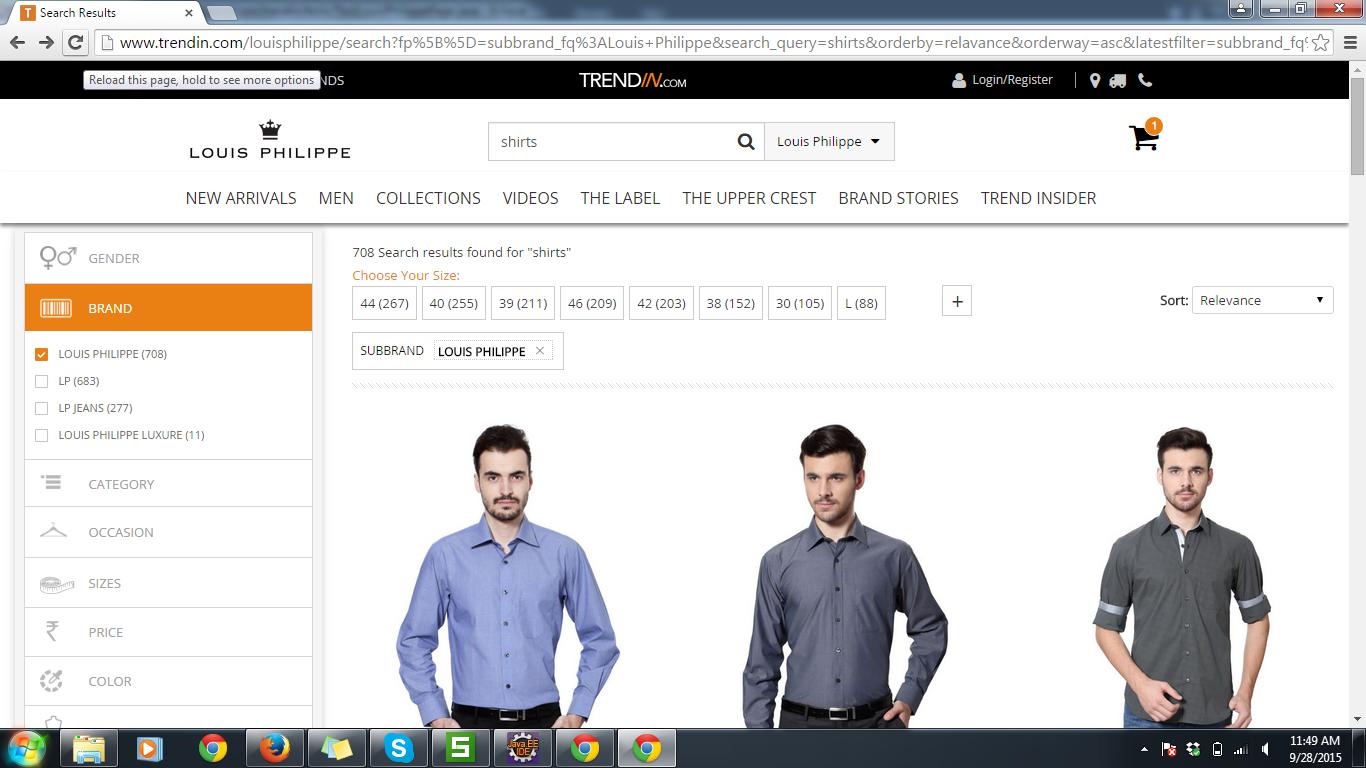 Search Results
www.trendin.com/louisphilippe/search?fp%5B%5D=subbrand_fq%3ALouis+Philippe&search_query=shirts&orderby=relavance&orderway=asc&latestfilter=subbrand_fq%
Reload this page, hold to see more options
NDS
TRENDIN.COM
Login/Register
LOUIS PHILIPPE
shirts
Louis Philippe
1
NEW ARRIVALS MEN COLLECTIONS VIDEOS THE LABEL THE UPPER CREST BRAND STORIES TREND INSIDER
GENDER
BRAND
LOUIS PHILIPPE (708)
LP (683)
LP JEANS (277)
LOUIS PHILIPPE LUXURE (11)
CATEGORY
OCCASION
SIZES
PRICE
COLOR
708 Search results found for "shirts"
Choose Your Size:
44 (267) 40 (255) 39 (211) 46 (209) 42 (203) 38 (152) 30 (105) L (88) +
Sort: Relevance
SUBBRAND LOUIS PHILIPPE ×
Java EE
IDE
11:49 AM
9/28/2015